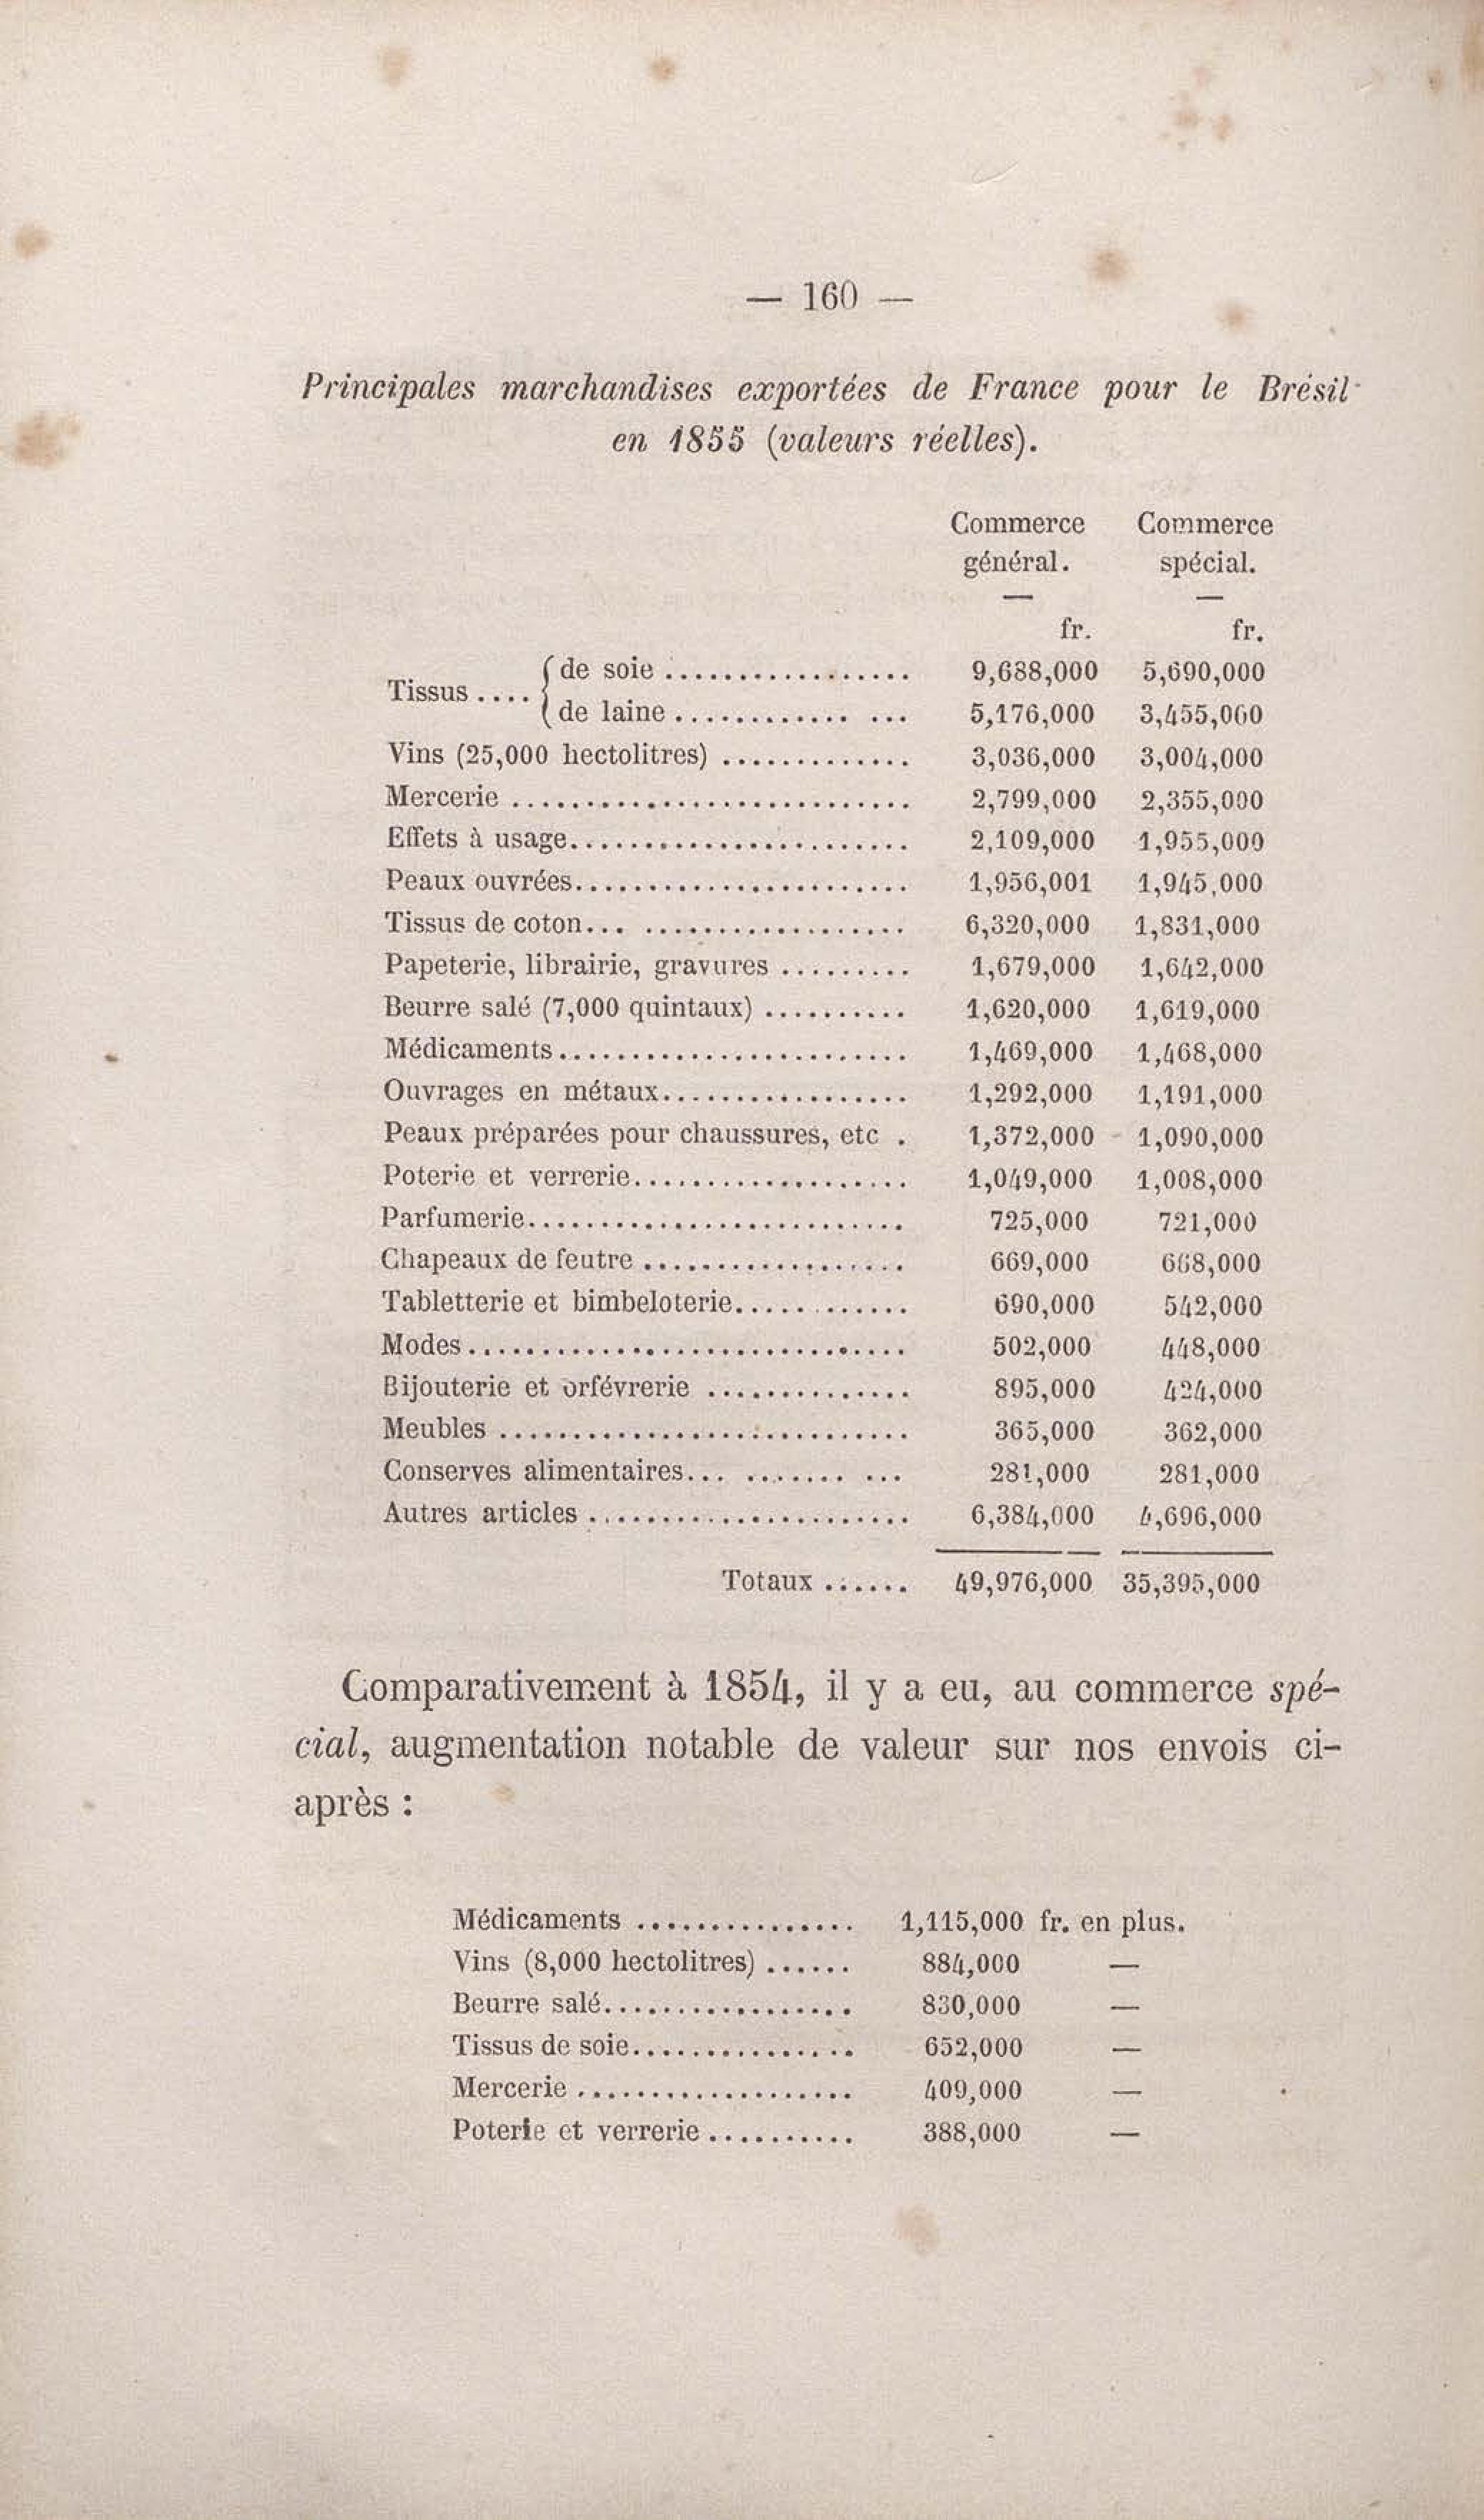 — 160 —
Principales marchandises exportées de France pour le Brésil
en 1855 (valeurs réelles).
Commerce Commerce
général. spécial.
— —
fr. fr.
Tissus .... { de soie ................. 9,688,000 5,690,000
de laine ............. ... 5,176,000 3,455,000
Vins (25,000 hectolitres) ............. 3,036,000 3,004,000
Mercerie ........................... 2,799,000 2,355,000
Effets à usage....................... 2,109,000 1,955,000
Peaux ouvrées....................... 1,956,001 1,945,000
Tissus de coton... .................. 6,320,000 1,831,000
Papeterie, librairie, gravures ......... 1,679,000 1,642,000
Beurre salé (7,000 quintaux) .......... 1,620,000 1,619,000
Médicaments........................ 1,469,000 1,468,000
Ouvrages en métaux................. 1,292,000 1,191,000
Peaux préparées pour chaussures, etc . 1,372,000 1,090,000
Poterie et verrerie................... 1,049,000 1,008,000
Parfumerie.......................... 725,000 721,000
Chapeaux de feutre .................. 669,000 668,000
Tabletterie et bimbeloterie............ 690,000 542,000
Modes.............................. 502,000 448,000
Bijouterie et orfévrerie .............. 895,000 424,000
Meubles ............................ 365,000 362,000
Conserves alimentaires... ....... ... 281,000 281,000
Autres articles ...................... 6,384,000 4,696,000
Totaux ...... 49,976,000 35,395,000
Comparativement à 1854, il y a eu, au commerce spé-
cial, augmentation notable de valeur sur nos envois ci-
après :
Médicaments ............... 1,115,000 fr. en plus.
Vins (8,000 hectolitres) ...... 884,000 —
Beurre salé................. 830,000 —
Tissus de soie............... 652,000 —
Mercerie ................... 409,000 —
Poterie et verrerie .......... 388,000 —